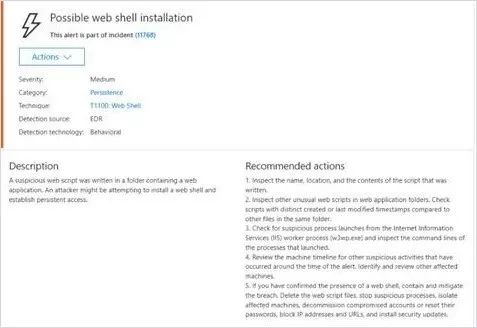 Possible web shell installation
This alert is part of incident (11768)
Actions
Severity: Medium
Category: Persistence
Technique: T1100: Web Shell
Detection source: EDR
Detection technology: Behavioral
Description
A suspicious web script was written in a folder containing a web
application. An attacker might be attempting to install a web shell and
establish persistent access.
Recommended actions
1. Inspect the name, location, and the contents of the script that was
written.
2. Inspect other unusual web scripts in web application folders. Check
scripts with distinct created or last modified timestamps compared to
other files in the same folder.
3. Check for suspicious process launches from the Internet Information
Services (IIS) worker process (w3wp.exe) and inspect the command lines of
the processes that launched.
4. Review the machine timeline for other suspicious activities that have
occurred around the time of the alert. Identify and review other affected
machines.
5. If you have confirmed the presence of a web shell, contain and mitigate
the breach. Delete the web script files, stop suspicious processes, isolate
affected machines, decommission compromised accounts or reset their
passwords, block IP addresses and URLs, and install security updates.